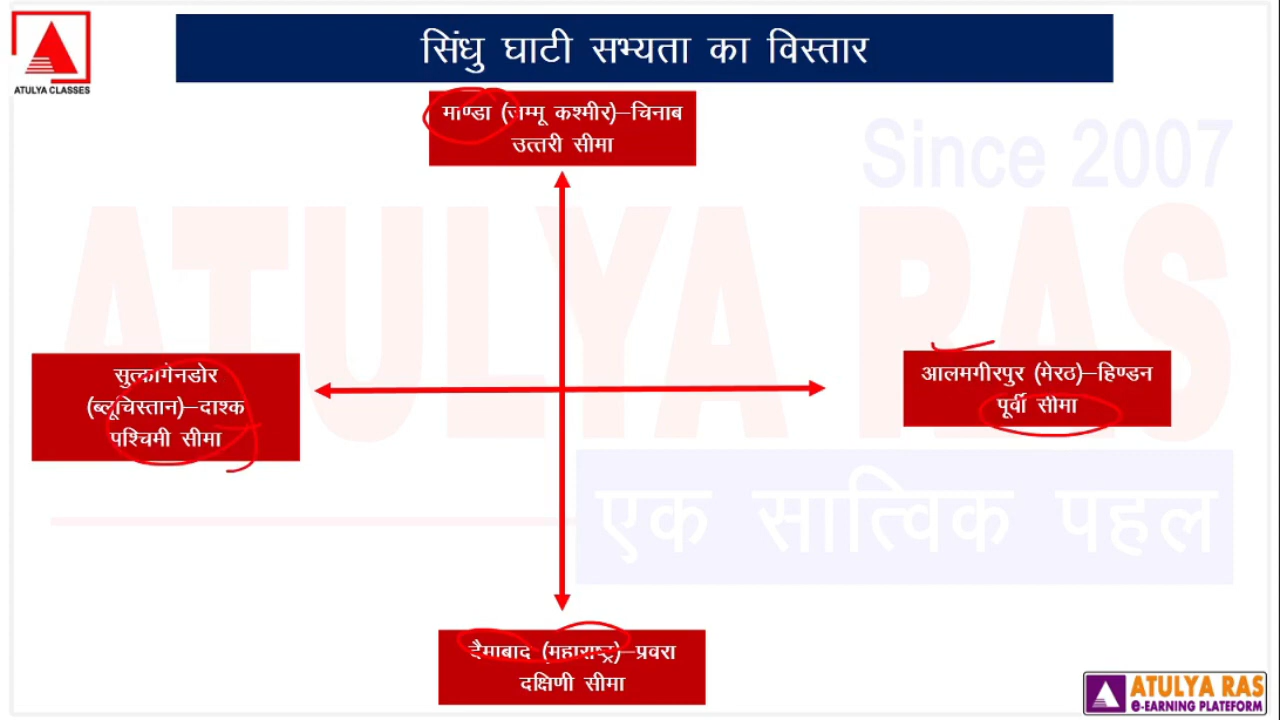 ATULYA CLASSES
सिंधु घाटी सभ्यता का विस्तार
माण्डा (जम्मू कश्मीर)–चिनाब
उत्तरी सीमा
Since 2007
ATULYA RAS
सुत्कागेनडोर
(ब्लूचिस्तान)–दाश्क
पश्चिमी सीमा
आलमगीरपुर (मेरठ)–हिण्डन
पूर्वी सीमा
एक सात्विक पहल
दैमाबाद (महाराष्ट्र)–प्रवरा
दक्षिणी सीमा
ATULYA RAS
e-EARNING PLATEFORM